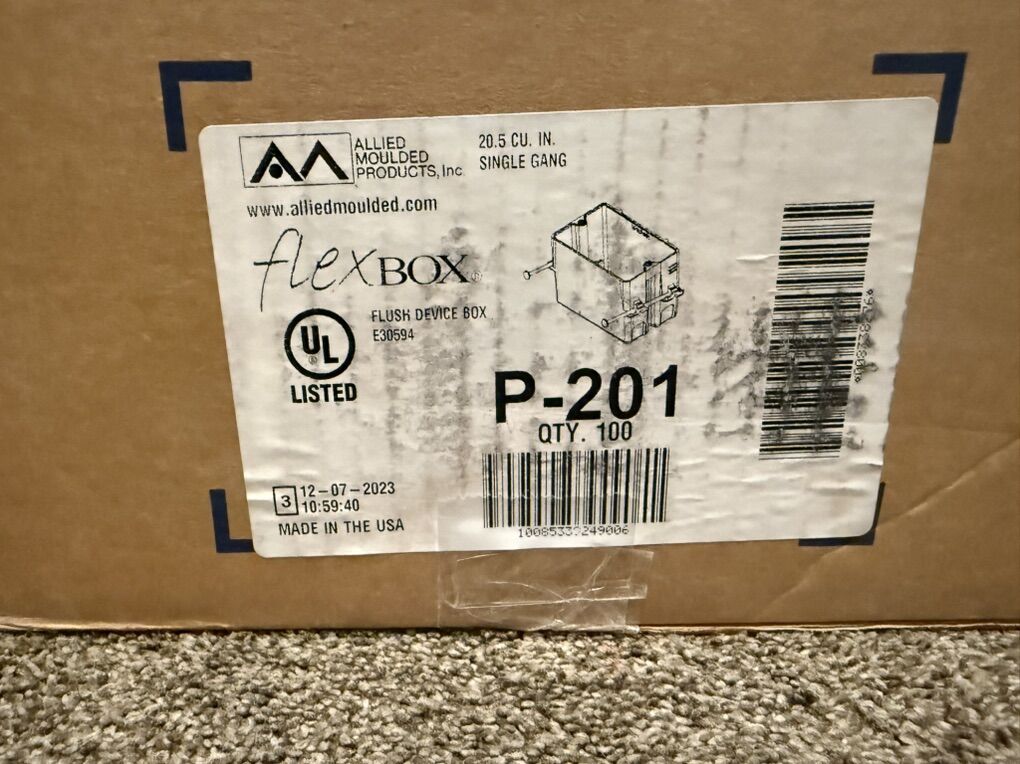 ALLIED
MOULDED
PRODUCTS, Inc.
20.5 CU. IN.
SINGLE GANG
www.alliedmoulded.com
flexBOX®
FLUSH DEVICE BOX
E30594
UL®
LISTED
P-201
QTY. 100
3
12-07-2023
10:59:40
MADE IN THE USA
10085339249006